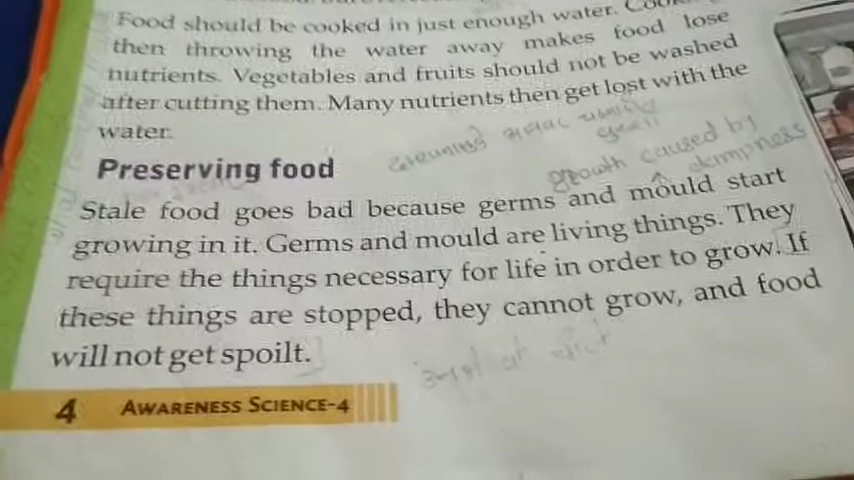 Food should be cooked in just enough water.
then throwing the water away makes food lose
nutrients. Vegetables and fruits should not be washed
after cutting them. Many nutrients then get lost with the
water.
Preserving food
growth caused by
dampness
Stale food goes bad because germs and mould start
growing in it. Germs and mould are living things. They
require the things necessary for life in order to grow. If
these things are stopped, they cannot grow, and food
will not get spoilt.
4 AWARENESS SCIENCE-4